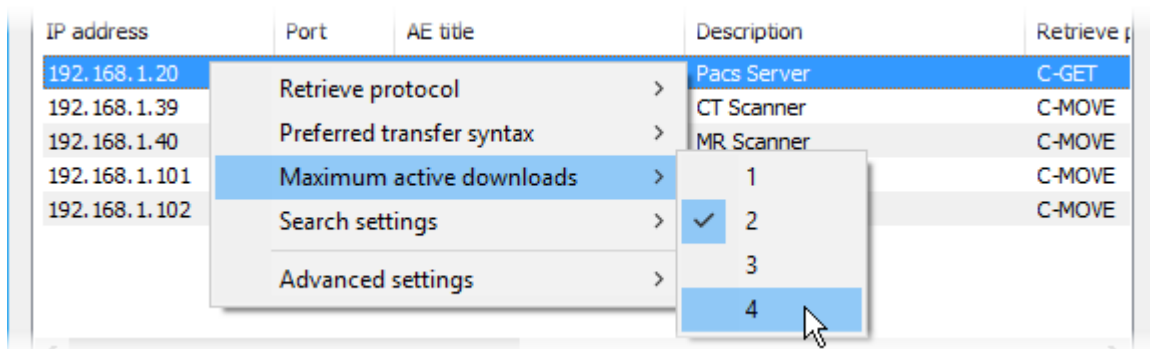 IP address Port AE title Description Retrieve
192.168.1.20 Pacs Server C-GET
192.168.1.39 CT Scanner C-MOVE
192.168.1.40 MR Scanner C-MOVE
192.168.1.101 C-MOVE
192.168.1.102 C-MOVE
Retrieve protocol
Preferred transfer syntax
Maximum active downloads
Search settings
Advanced settings
1
2
3
4